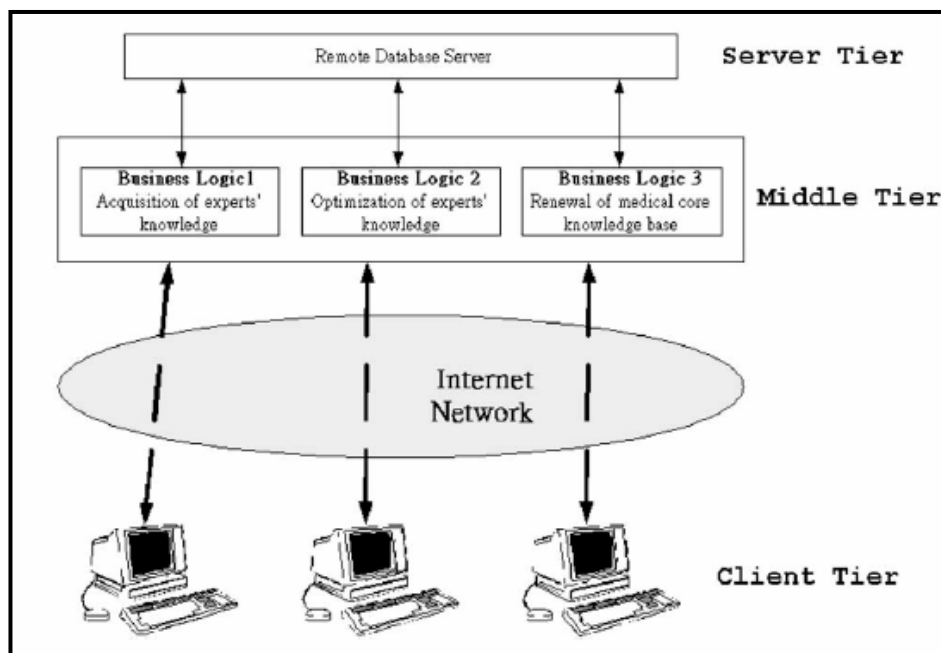 Remote Database Server
Server Tier
Business Logic1
Acquisition of experts'
knowledge
Business Logic 2
Optimization of experts'
knowledge
Business Logic 3
Renewal of medical core
knowledge base
Middle Tier
Internet
Network
Client Tier